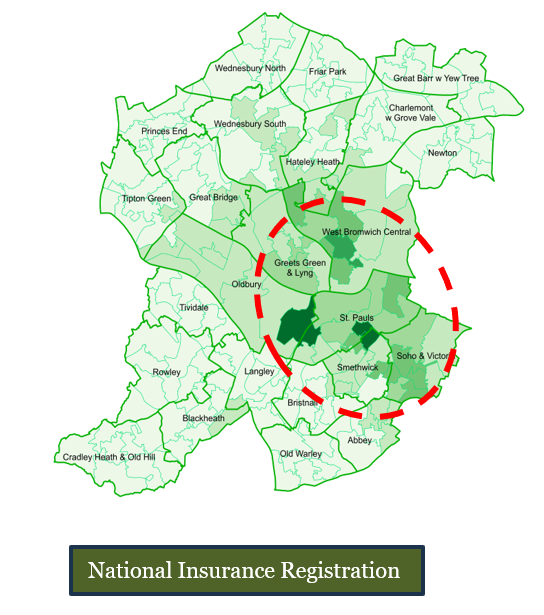 Wednesbury North
Friar Park
Great Barr w Yew Tree
Charlemont
w Grove Vale
Wednesbury South
Princes End
Newton
Hateley Heath
Tipton Green
Great Bridge
West Bromwich Central
Greets Green
& Lyng
Oldbury
Tividale
St. Pauls
Soho & Victori
Smethwick
Langley
Rowley
Bristnall
Blackheath
Abbey
Old Warley
Cradley Heath & Old Hill
National Insurance Registration